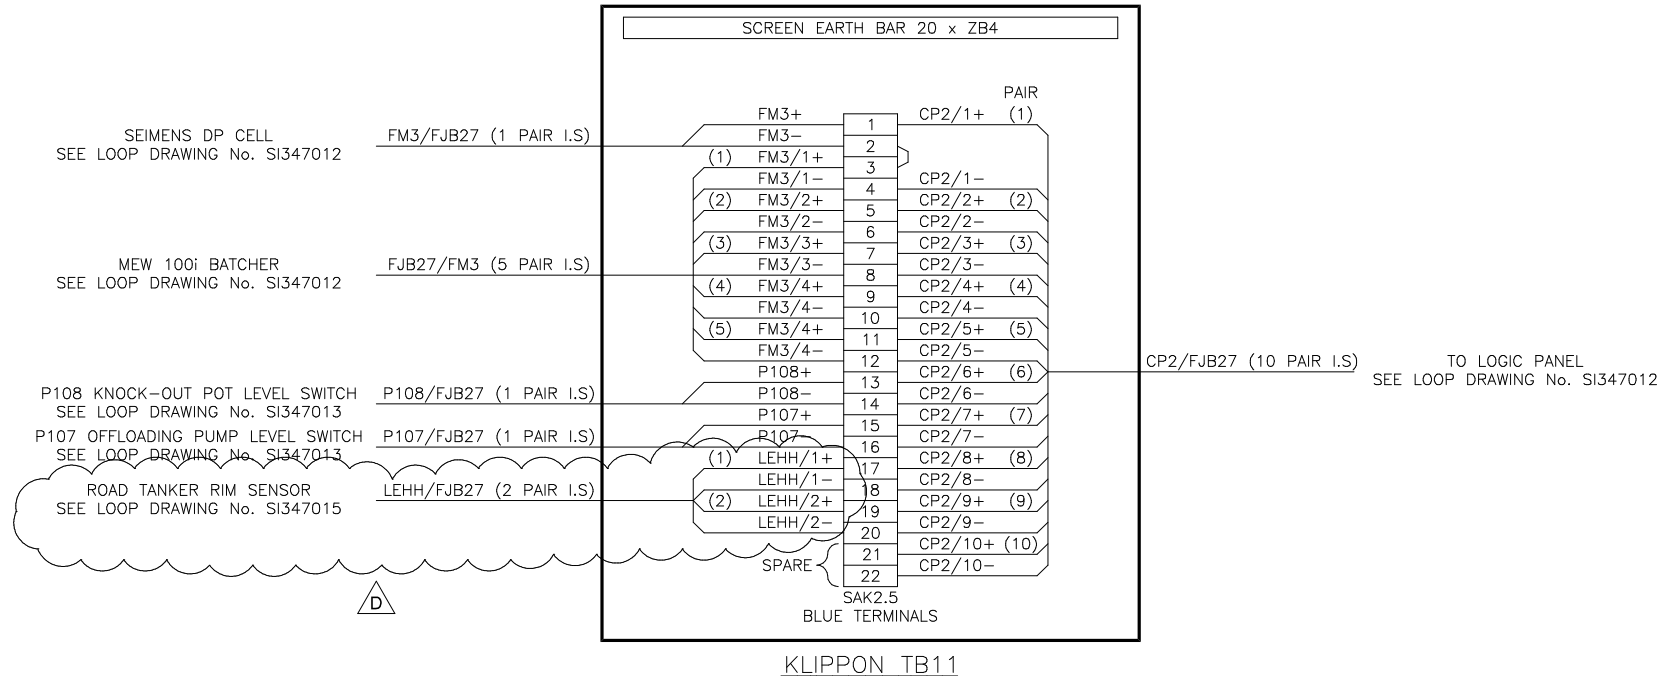 SCREEN EARTH BAR 20 x ZB4
PAIR
FM3+ 1 CP2/1+ (1)
SEIMENS DP CELL
SEE LOOP DRAWING No. SI347012
FM3/FJB27 (1 PAIR I.S)
FM3- 2
(1) FM3/1+ 3
FM3/1- 4 CP2/1-
(2) FM3/2+ 5 CP2/2+ (2)
FM3/2- 6 CP2/2-
(3) FM3/3+ 7 CP2/3+ (3)
MEW 100i BATCHER
SEE LOOP DRAWING No. SI347012
FJB27/FM3 (5 PAIR I.S)
FM3/3- 8 CP2/3-
(4) FM3/4+ 9 CP2/4+ (4)
FM3/4- 10 CP2/4-
(5) FM3/4+ 11 CP2/5+ (5)
FM3/4- 12 CP2/5-
CP2/FJB27 (10 PAIR I.S)
TO LOGIC PANEL
SEE LOOP DRAWING No. SI347012
P108+ 13 CP2/6+ (6)
P108 KNOCK-OUT POT LEVEL SWITCH
SEE LOOP DRAWING No. SI347013
P108/FJB27 (1 PAIR I.S)
P108- 14 CP2/6-
P107+ 15 CP2/7+ (7)
P107 OFFLOADING PUMP LEVEL SWITCH
SEE LOOP DRAWING No. SI347013
P107/FJB27 (1 PAIR I.S)
P107- 16 CP2/7-
(1) LEHH/1+ 17 CP2/8+ (8)
LEHH/1- 18 CP2/8-
ROAD TANKER RIM SENSOR
SEE LOOP DRAWING No. SI347015
LEHH/FJB27 (2 PAIR I.S)
(2) LEHH/2+ 19 CP2/9+ (9)
LEHH/2- 20 CP2/9-
21 CP2/10+ (10)
SPARE
22 CP2/10-
SAK2.5
BLUE TERMINALS
D
KLIPPON TB11